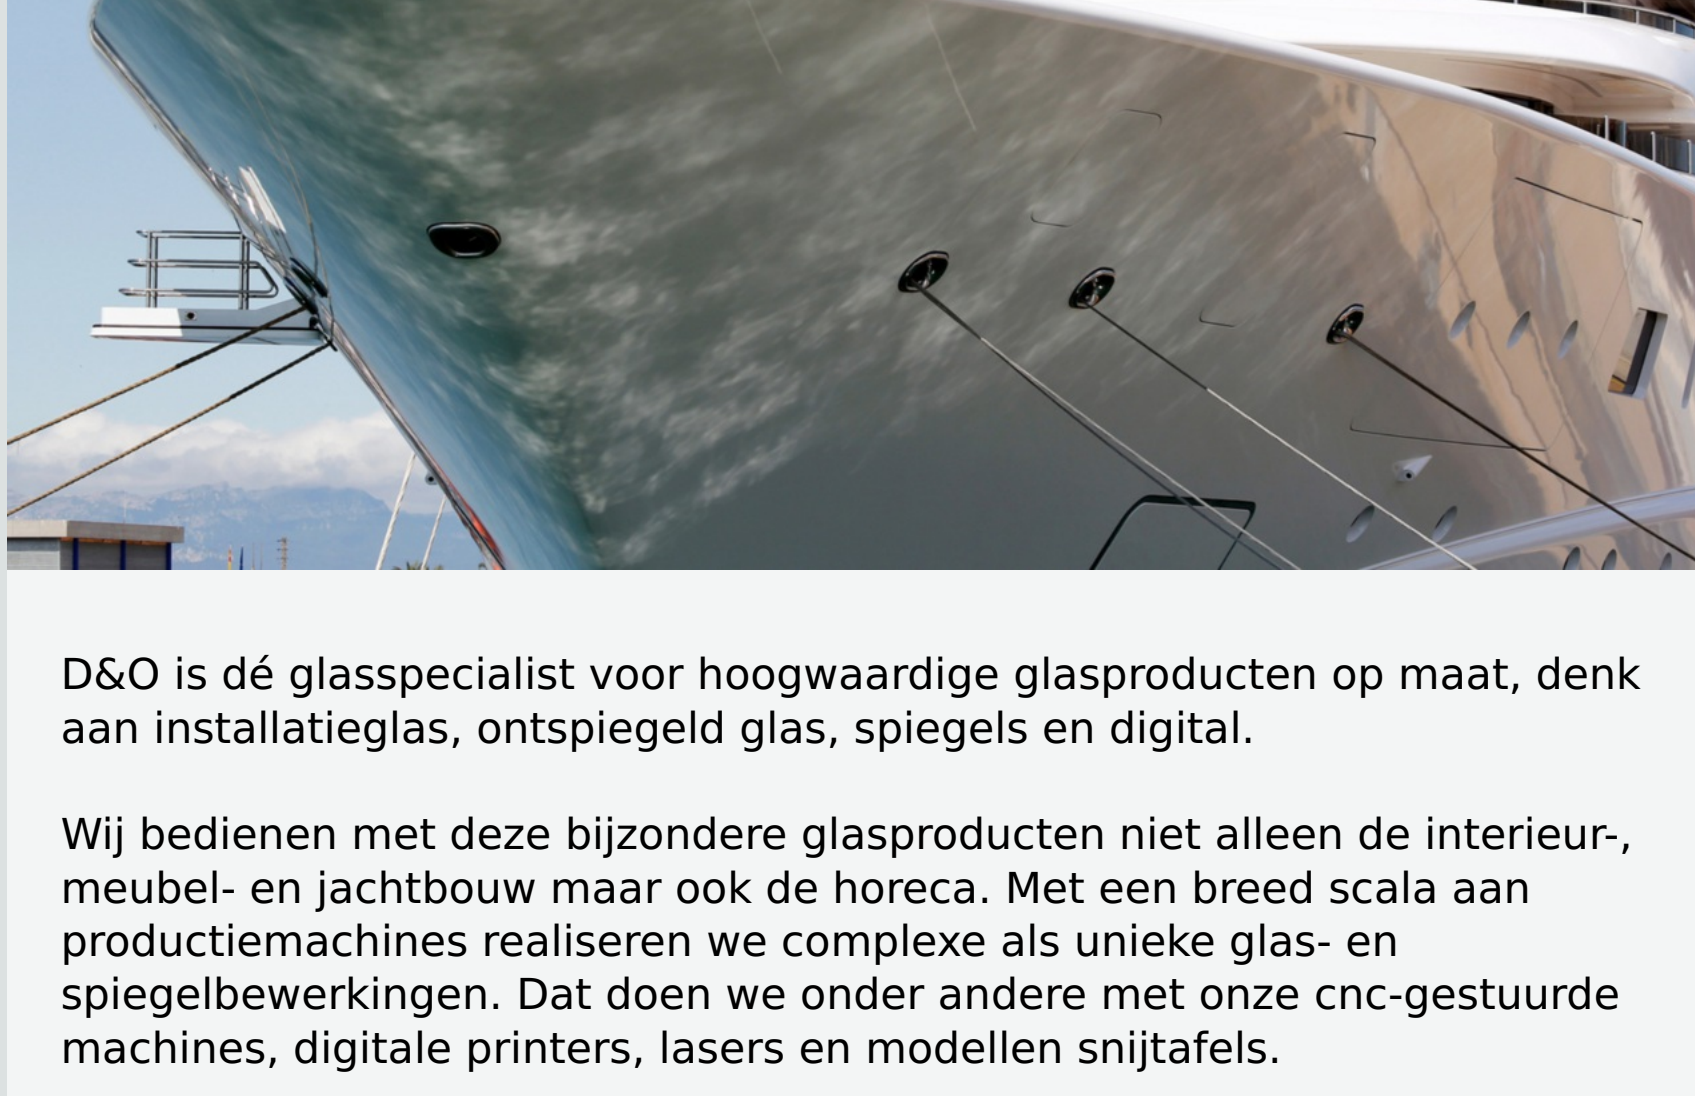 D&O is dé glasspecialist voor hoogwaardige glasproducten op maat, denk
aan installatieglas, ontspiegeld glas, spiegels en digital.
Wij bedienen met deze bijzondere glasproducten niet alleen de interieur-,
meubel- en jachtbouw maar ook de horeca. Met een breed scala aan
productiemachines realiseren we complexe als unieke glas- en
spiegelbewerkingen. Dat doen we onder andere met onze cnc-gestuurde
machines, digitale printers, lasers en modellen snijtafels.